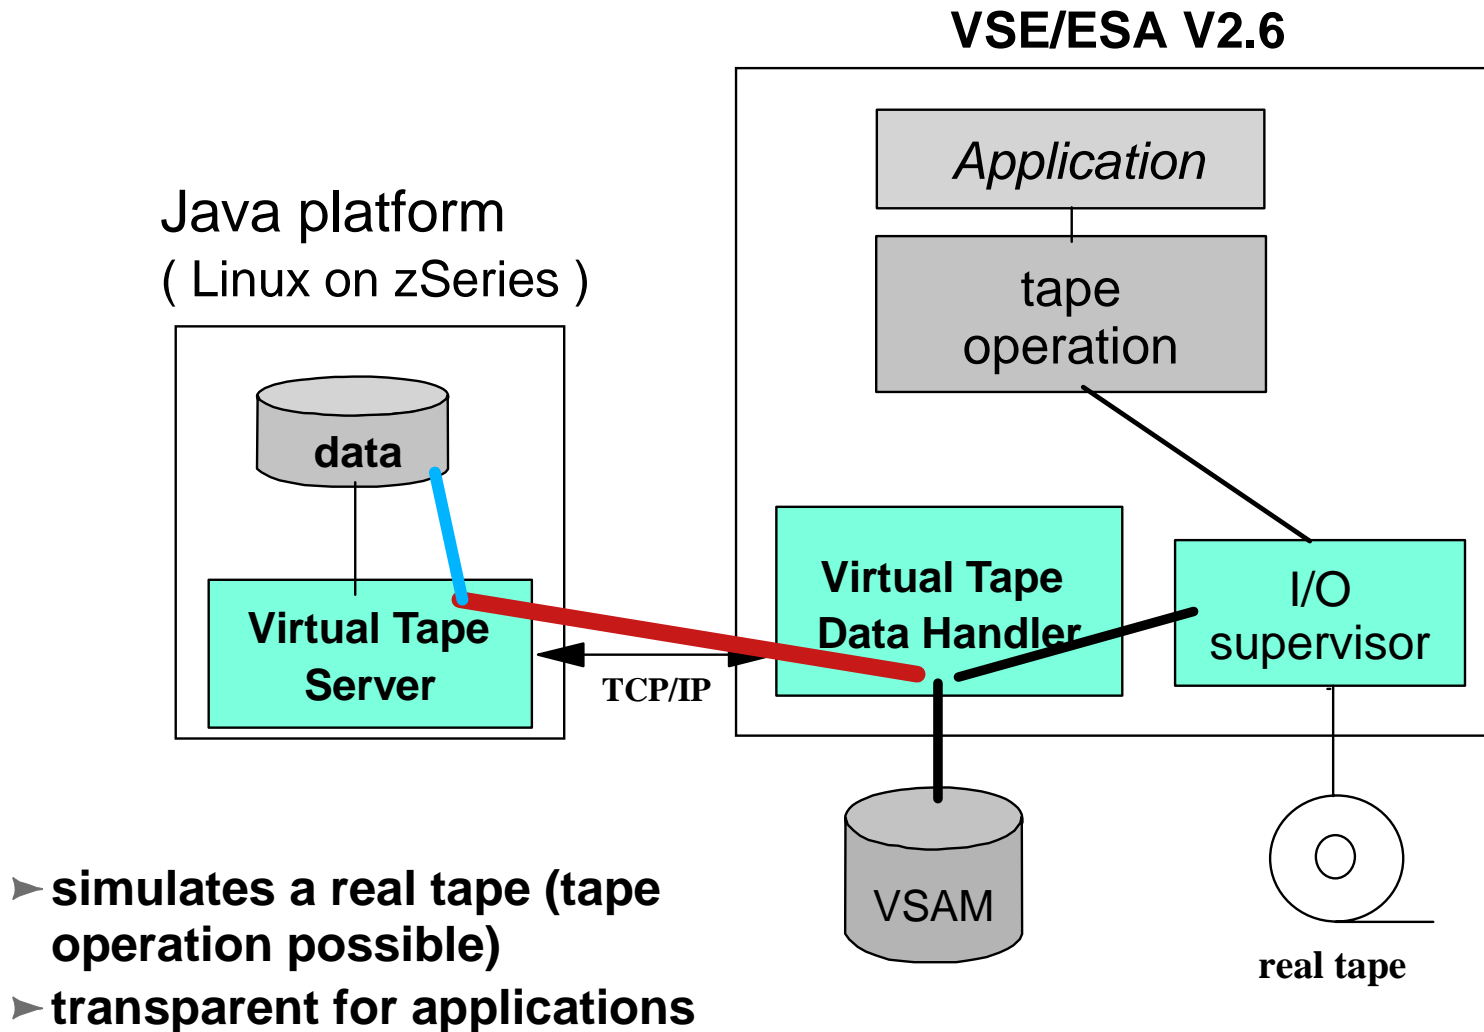 VSE/ESA V2.6
Application
Java platform
( Linux on zSeries )
tape
operation
data
Virtual Tape
Data Handler
I/O
supervisor
Virtual Tape
Server
TCP/IP
VSAM
real tape
➢ simulates a real tape (tape
operation possible)
➢ transparent for applications